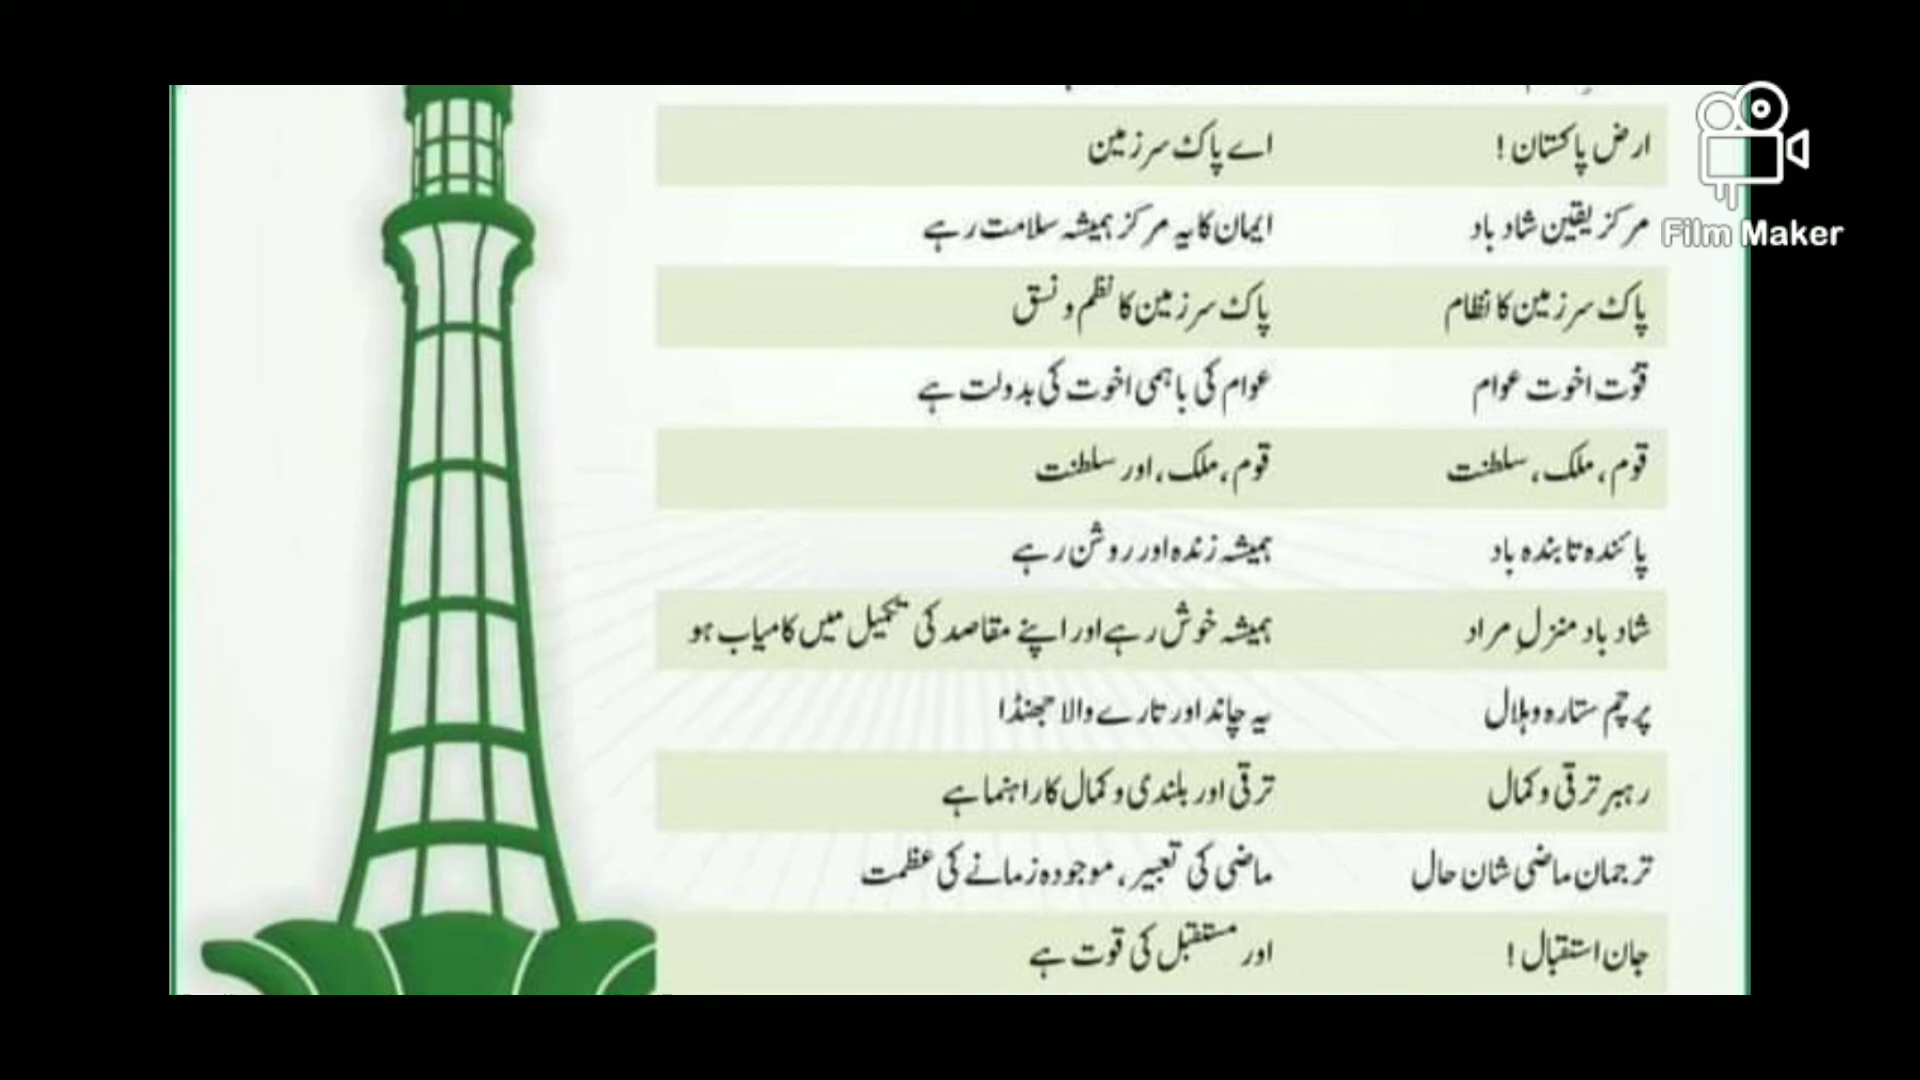 ارض پاکستان ! اے پاک سرزمین
مرکز یقین شاد باد ایمان کا یہ مرکز ہمیشہ سلامت رہے
پاک سرزمین کا نظام پاک سرزمین کا نظم و نسق
قوّت اخوت عوام عوام کی باہمی اخوت کی بدولت ہے
قوم، ملک، سلطنت قوم، ملک، اور سلطنت
پائندہ تابندہ باد ہمیشہ زندہ اور روشن رہے
شاد باد منزلِ مراد ہمیشہ خوش رہے اور اپنے مقاصد کی تکمیل میں کامیاب ہو
پرچم ستارہ و ہلال یہ چاند اور تارے والا جھنڈا
رہبر ترقی و کمال ترقی اور بلندی و کمال کا راہنما ہے
ترجمان ماضی شان حال ماضی کی تعبیر، موجودہ زمانے کی عظمت
جان استقبال ! اور مستقبل کی قوت ہے
Film Maker